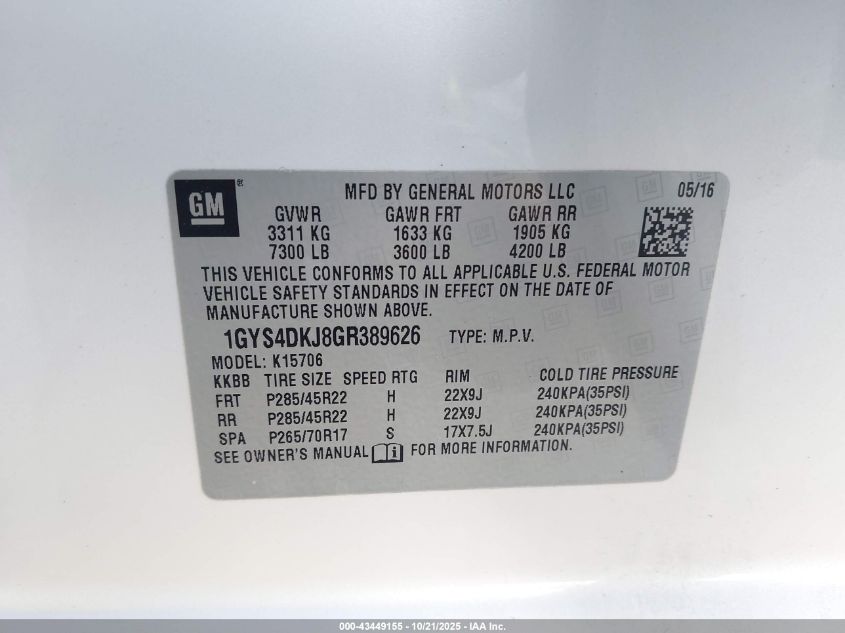 GM ®
MFD BY GENERAL MOTORS LLC 05/16
GVWR GAWR FRT GAWR RR
3311 KG 1633 KG 1905 KG
7300 LB 3600 LB 4200 LB
THIS VEHICLE CONFORMS TO ALL APPLICABLE U.S. FEDERAL MOTOR
VEHICLE SAFETY STANDARDS IN EFFECT ON THE DATE OF
MANUFACTURE SHOWN ABOVE.
1GYS4DKJ8GR389626 TYPE: M.P.V.
MODEL: K15706
KKBB TIRE SIZE SPEED RTG RIM COLD TIRE PRESSURE
FRT P285/45R22 H 22X9J 240KPA(35PSI)
RR P285/45R22 H 22X9J 240KPA(35PSI)
SPA P265/70R17 S 17X7.5J 240KPA(35PSI)
SEE OWNER'S MANUAL i FOR MORE INFORMATION.
000-43449155 - 10/21/2025 - IAA Inc.